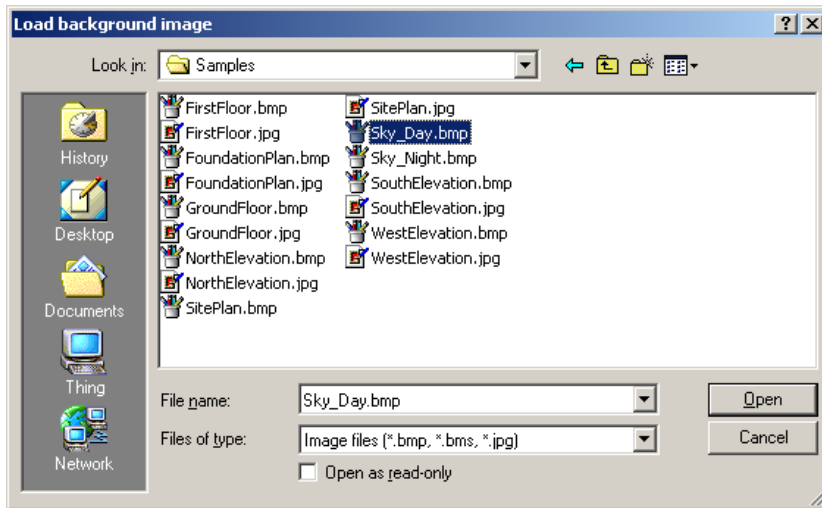 Load background image
Look in: Samples
History
Desktop
Documents
Thing
Network
FirstFloor.bmp
FirstFloor.jpg
FoundationPlan.bmp
FoundationPlan.jpg
GroundFloor.bmp
GroundFloor.jpg
NorthElevation.bmp
NorthElevation.jpg
SitePlan.bmp
SitePlan.jpg
Sky_Day.bmp
Sky_Night.bmp
SouthElevation.bmp
SouthElevation.jpg
WestElevation.bmp
WestElevation.jpg
File name: Sky_Day.bmp Open
Files of type: Image files (*.bmp, *.bms, *.jpg) Cancel
Open as read-only